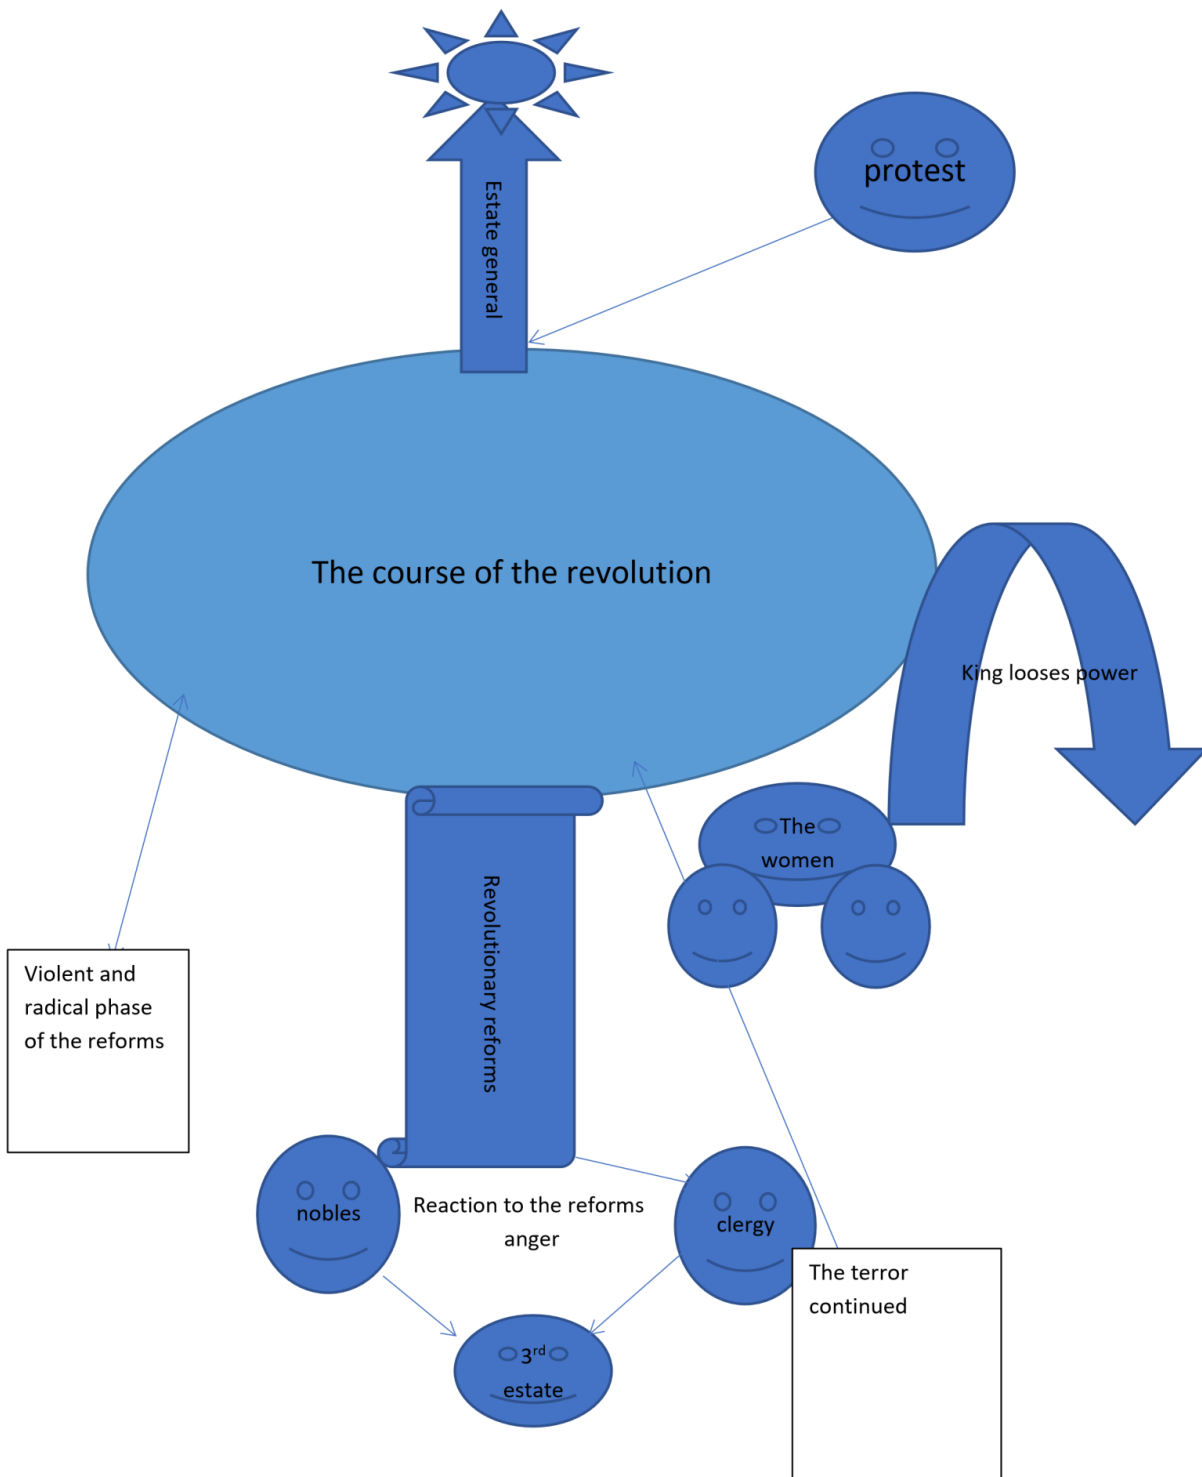 protest
Estate general
The course of the revolution
King looses power
The
women
Revolutionary reforms
Violent and
radical phase
of the reforms
nobles
Reaction to the reforms
anger
clergy
The terror
continued
3rd
estate